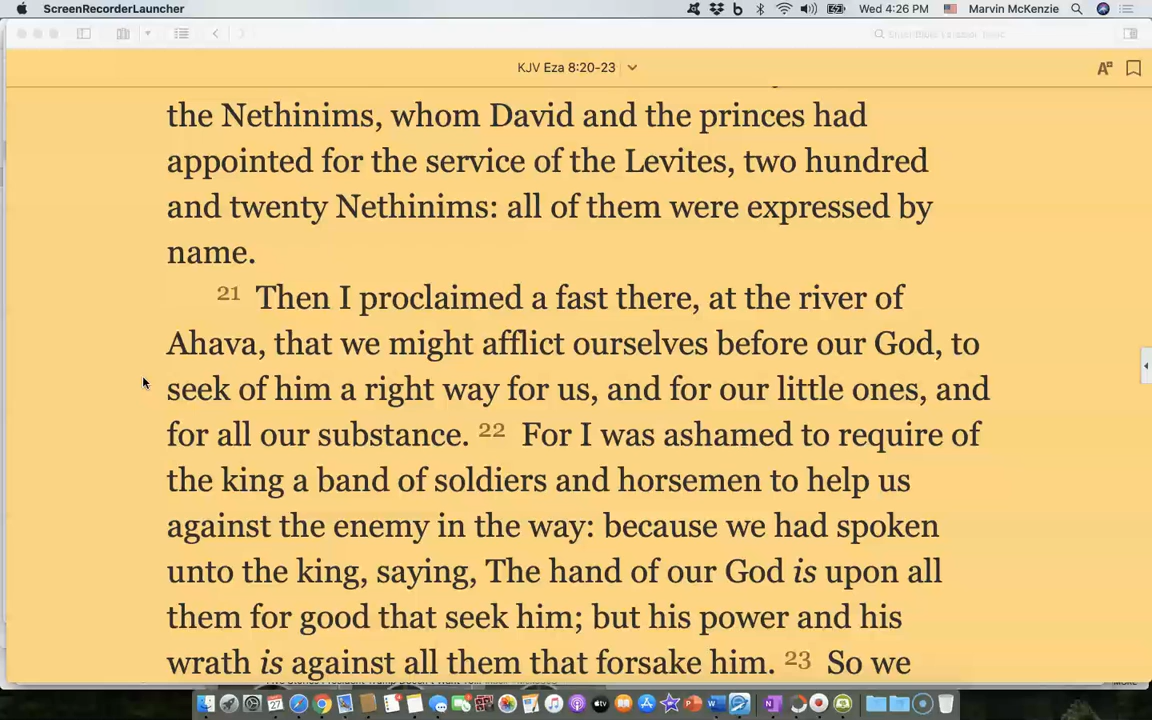 ScreenRecorderLauncher
Wed 4:26 PM
Marvin McKenzie
KJV Eza 8:20-23
the Nethinims, whom David and the princes had
appointed for the service of the Levites, two hundred
and twenty Nethinims: all of them were expressed by
name.
21 Then I proclaimed a fast there, at the river of
Ahava, that we might afflict ourselves before our God, to
seek of him a right way for us, and for our little ones, and
for all our substance. 22 For I was ashamed to require of
the king a band of soldiers and horsemen to help us
against the enemy in the way: because we had spoken
unto the king, saying, The hand of our God is upon all
them for good that seek him; but his power and his
wrath is against all them that forsake him. 23 So we